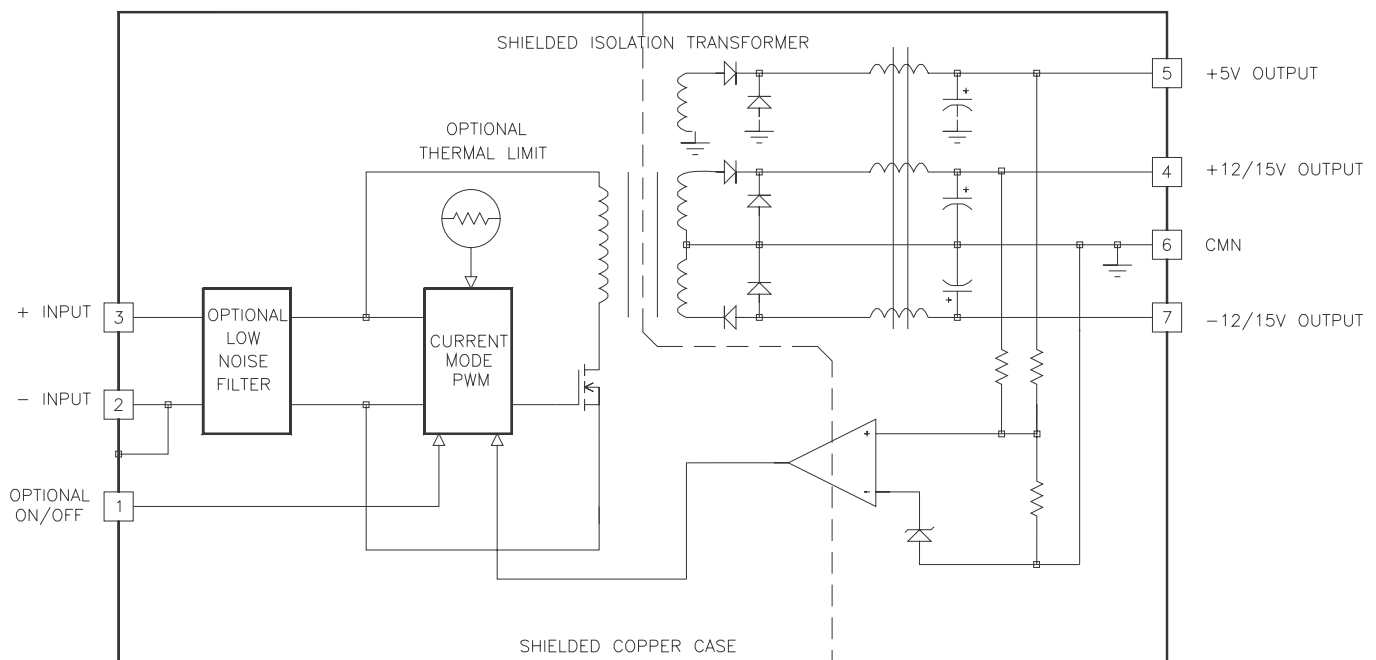 SHIELDED ISOLATION TRANSFORMER
5
+5V OUTPUT
+
OPTIONAL
THERMAL LIMIT
4
+12/15V OUTPUT
+
6
CMN
+ INPUT
3
OPTIONAL
LOW
NOISE
FILTER
CURRENT
MODE
PWM
+
7
-12/15V OUTPUT
- INPUT
2
+
-
OPTIONAL
ON/OFF
1
SHIELDED COPPER CASE